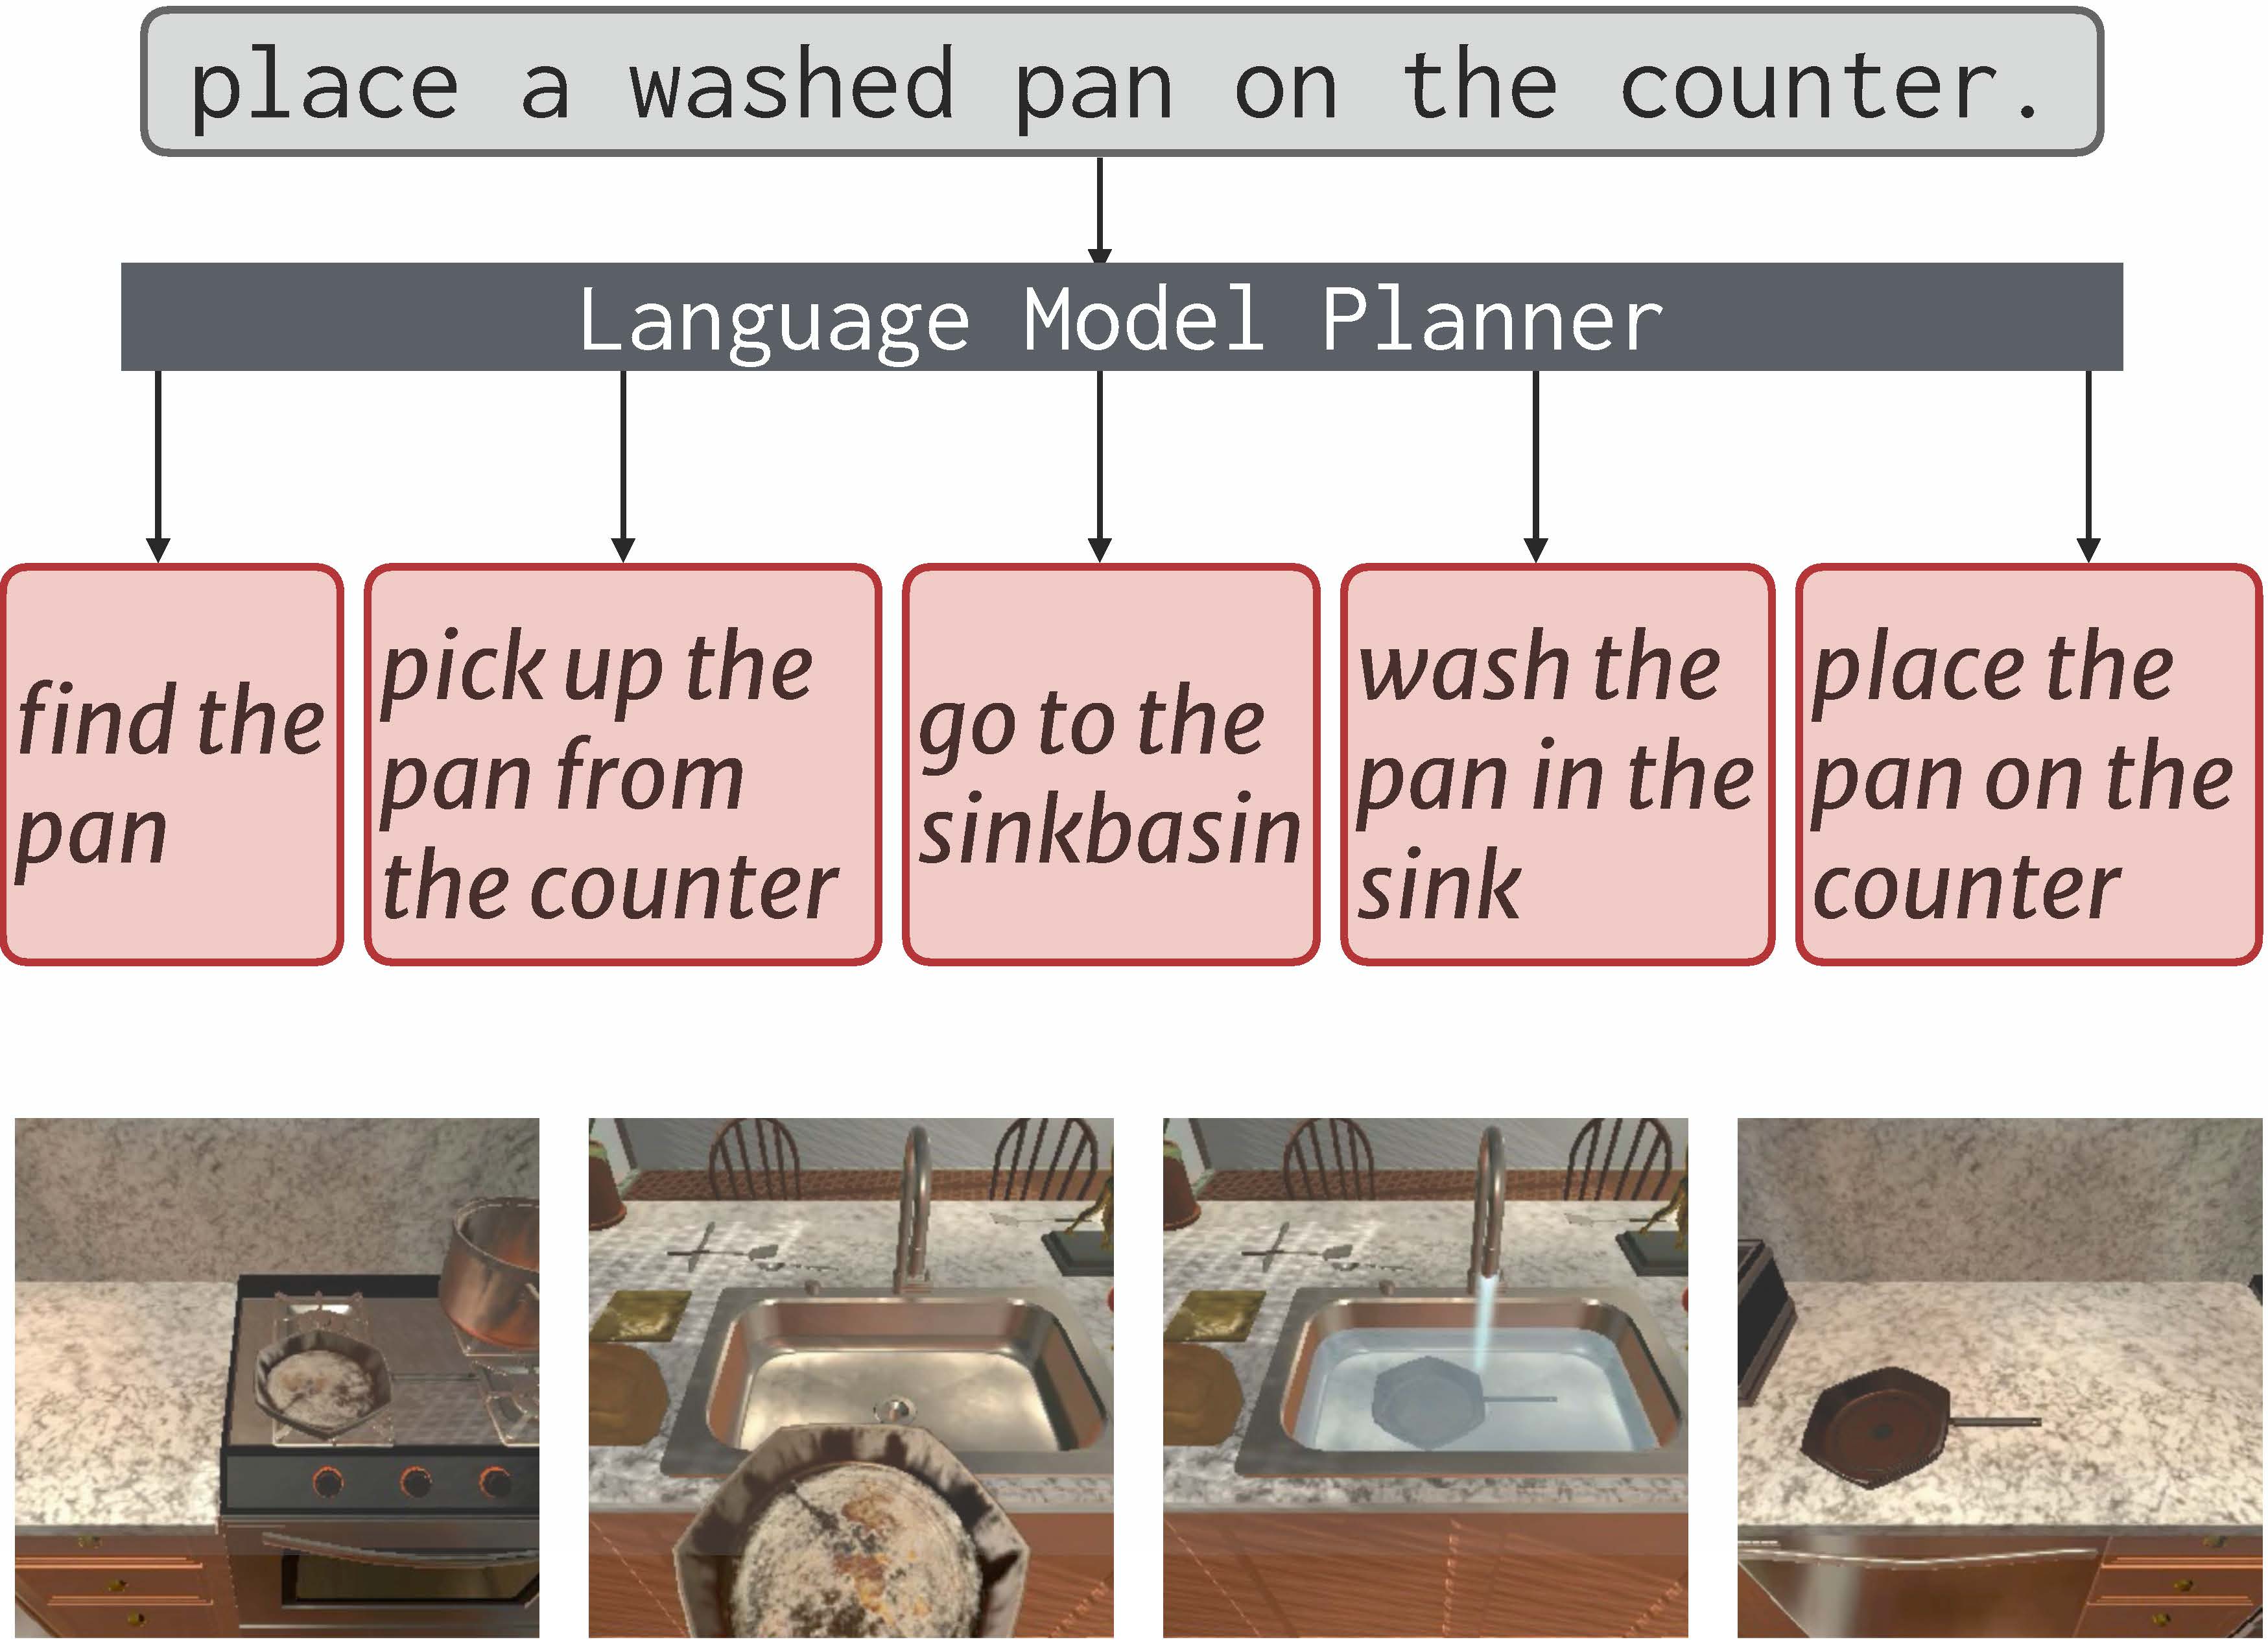 place a washed pan on the counter.
Language Model Planner
find the
pan
pick up the
pan from
the counter
go to the
sinkbasin
wash the
pan in the
sink
place the
pan on the
counter